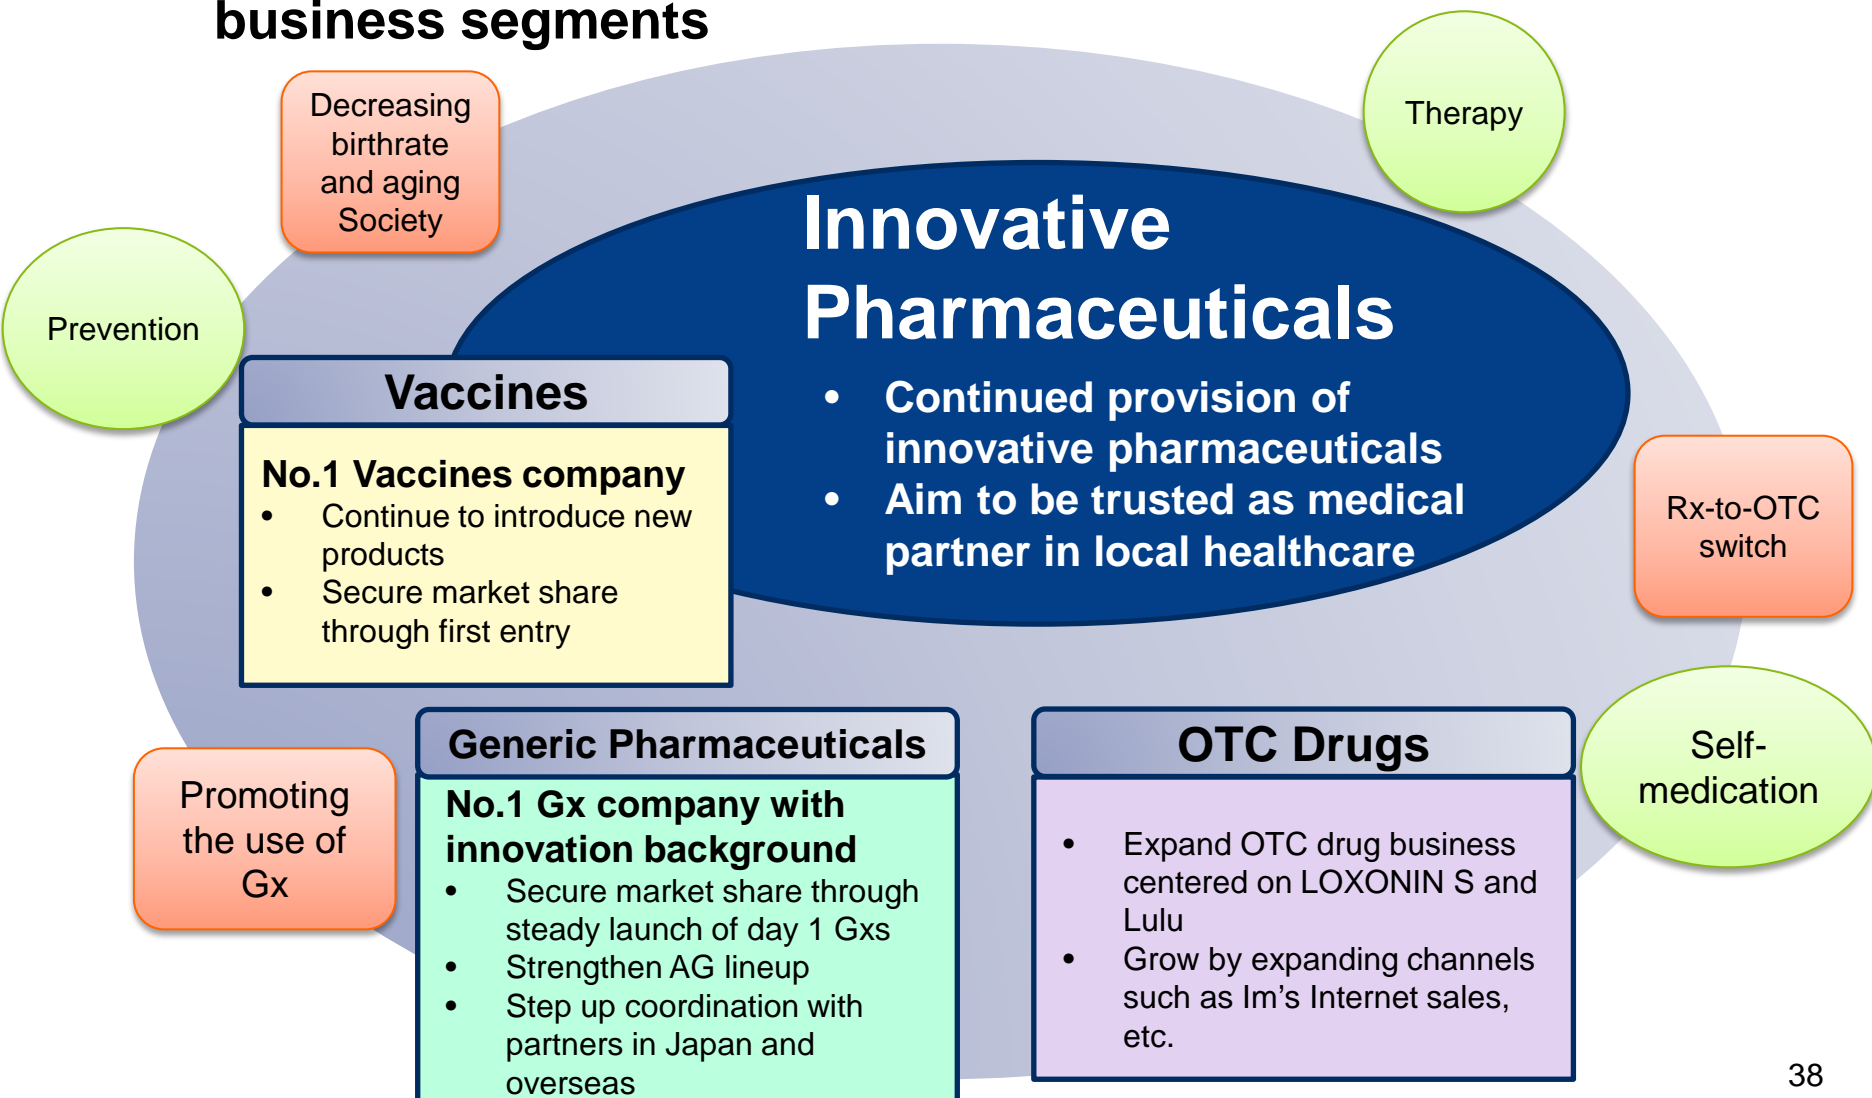 business segments
Decreasing
birthrate
and aging
Society
Therapy
Prevention
Innovative
Pharmaceuticals
• Continued provision of
innovative pharmaceuticals
• Aim to be trusted as medical
partner in local healthcare
Vaccines
No.1 Vaccines company
• Continue to introduce new
products
• Secure market share
through first entry
Rx-to-OTC
switch
Self-
medication
Promoting
the use of
Gx
Generic Pharmaceuticals
No.1 Gx company with
innovation background
• Secure market share through
steady launch of day 1 Gxs
• Strengthen AG lineup
• Step up coordination with
partners in Japan and
overseas
OTC Drugs
• Expand OTC drug business
centered on LOXONIN S and
Lulu
• Grow by expanding channels
such as Im’s Internet sales,
etc.
38